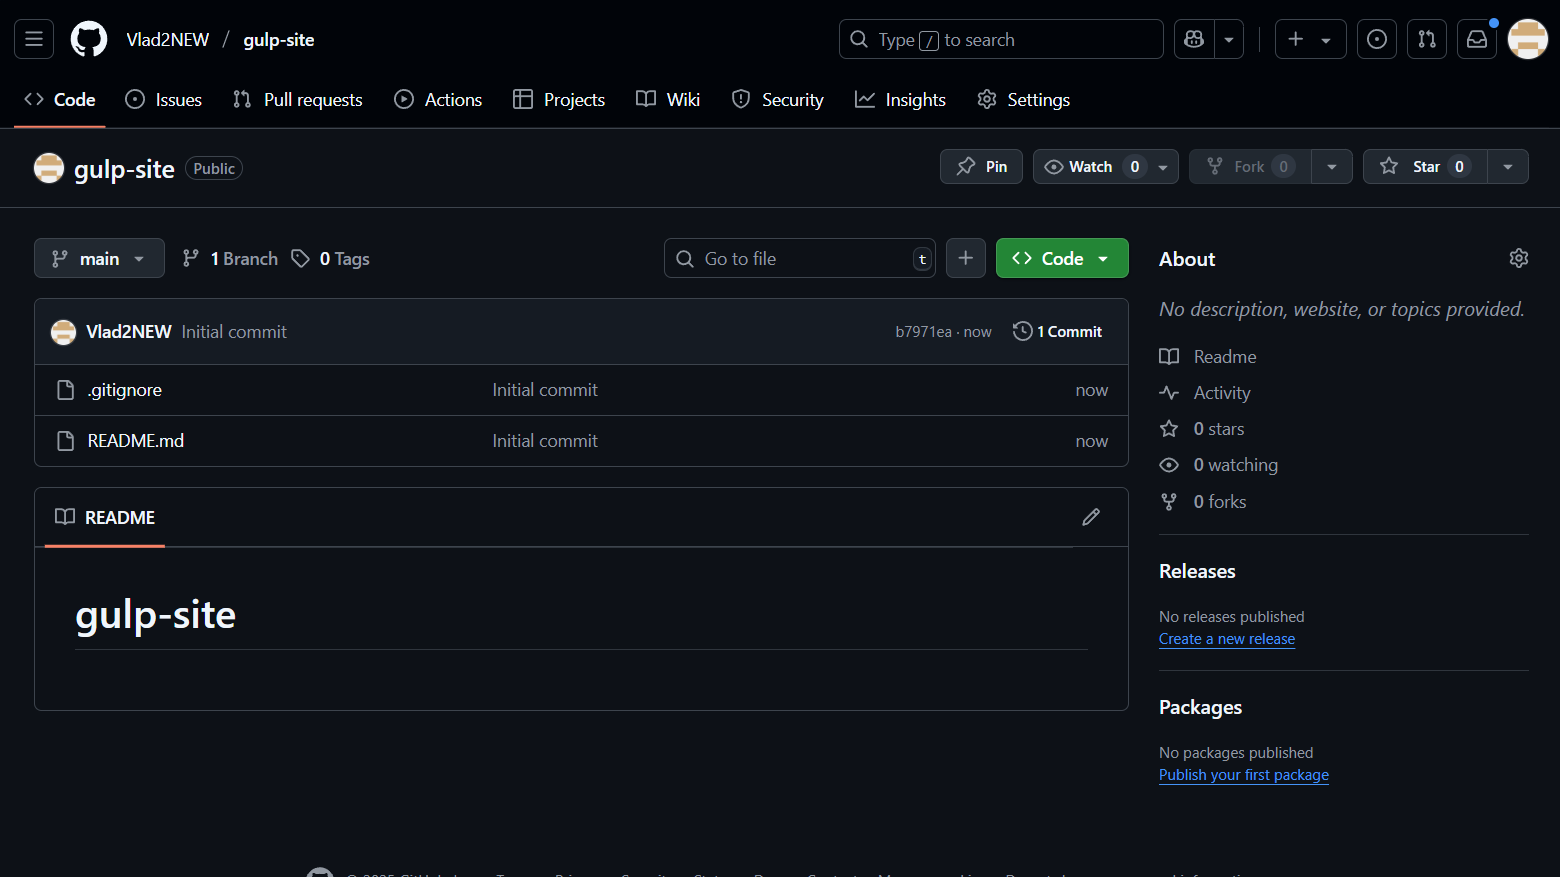 Vlad2NEW / gulp-site
Type / to search
Code Issues Pull requests Actions Projects Wiki Security Insights Settings
gulp-site Public
Pin Watch 0 Fork 0 Star 0
main 1 Branch 0 Tags
Go to file t
Code
Vlad2NEW Initial commit b7971ea · now 1 Commit
.gitignore Initial commit now
README.md Initial commit now
README
gulp-site
About
No description, website, or topics provided.
Readme
Activity
0 stars
0 watching
0 forks
Releases
No releases published
Create a new release
Packages
No packages published
Publish your first package